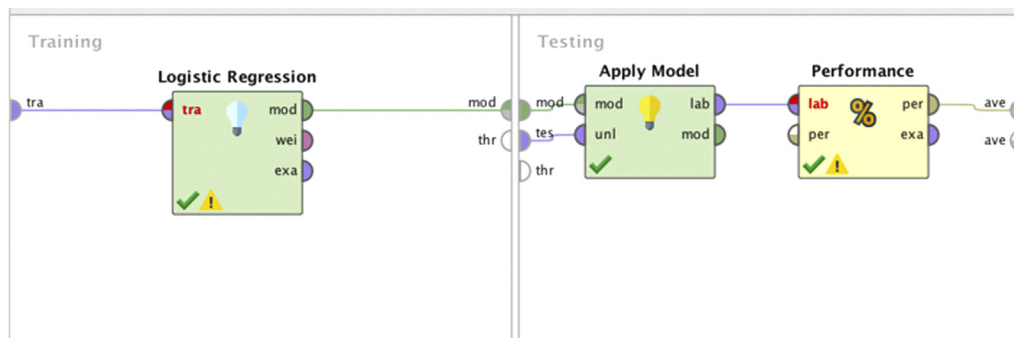 Training
Logistic Regression
tra
tra
mod
wei
exa
mod
thr
Testing
Apply Model
Performance
mod
tes
thr
mod
unl
lab
mod
lab
per
%
per
exa
ave
ave